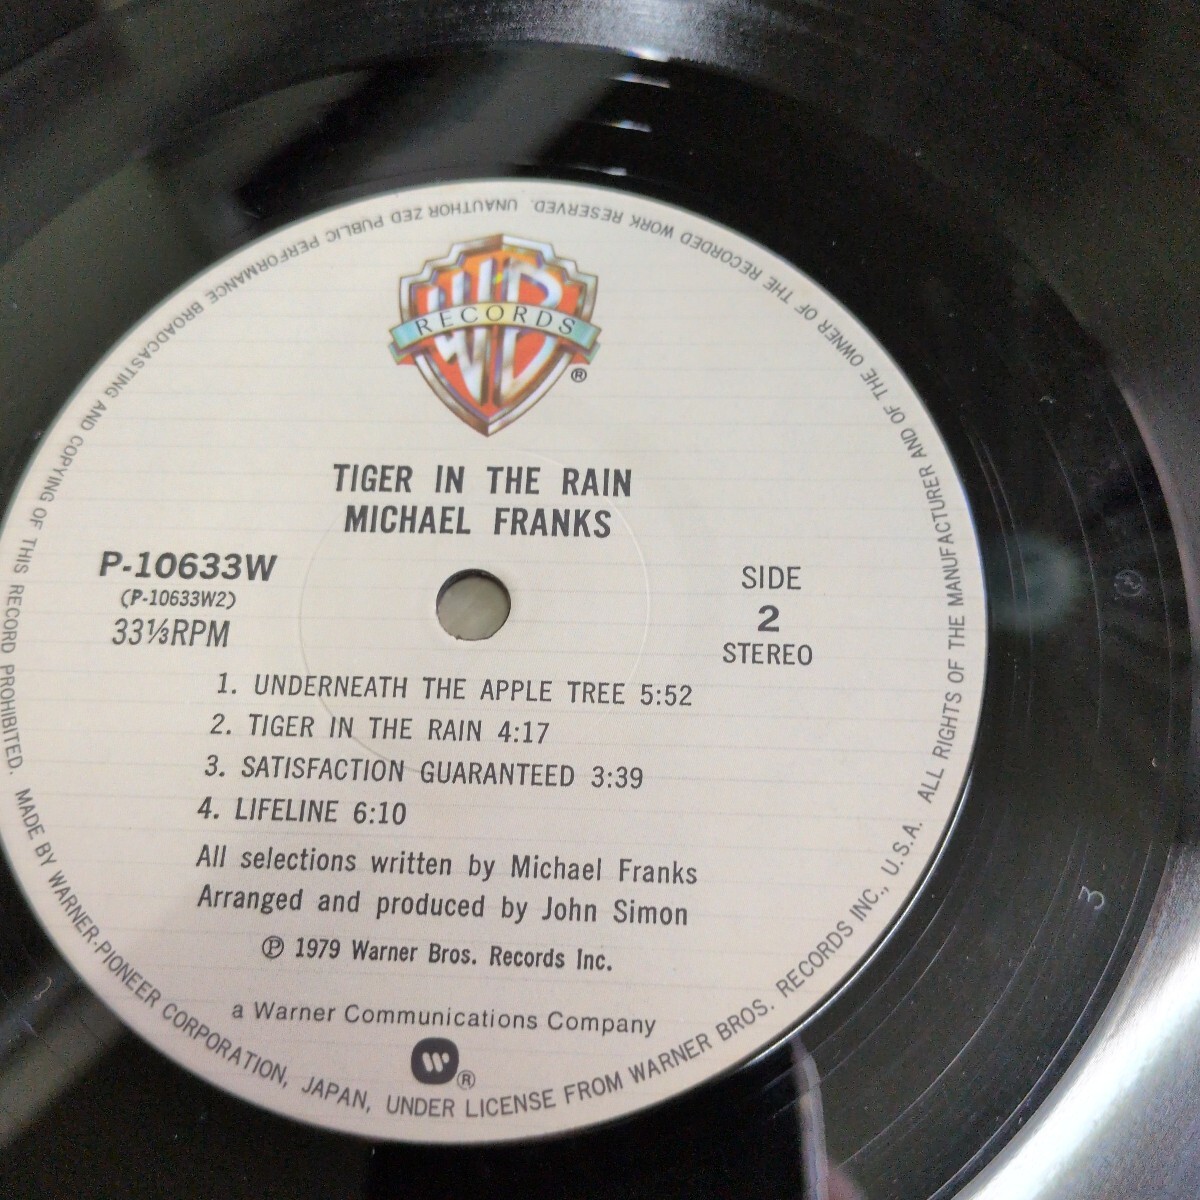 WB
RECORDS
®
TIGER IN THE RAIN
MICHAEL FRANKS
P-10633W
(P-10633W2)
33⅓RPM
SIDE
2
STEREO
1. UNDERNEATH THE APPLE TREE 5:52
2. TIGER IN THE RAIN 4:17
3. SATISFACTION GUARANTEED 3:39
4. LIFELINE 6:10
All selections written by Michael Franks
Arranged and produced by John Simon
℗ 1979 Warner Bros. Records Inc.
a Warner Communications Company
®
MADE BY WARNER-PIONEER CORPORATION, JAPAN, UNDER LICENSE FROM WARNER BROS. RECORDS INC., U.S.A. ALL RIGHTS OF THE MANUFACTURER AND OF THE OWNER OF THE RECORDED WORK RESERVED. UNAUTHOR ZED PUBLIC PERFORMANCE BROADCASTING AND COPYING OF THIS RECORD PROHIBITED.
3